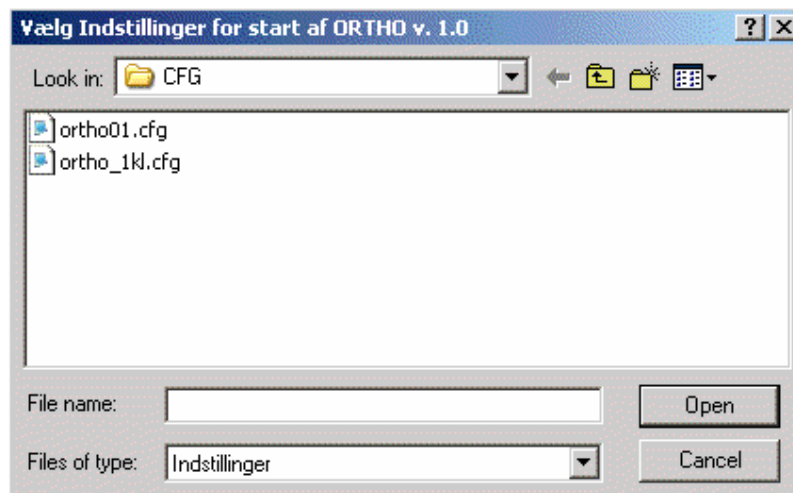 Vælg Indstillinger for start af ORTHO v. 1.0
Look in: CFG
ortho01.cfg
ortho_1kl.cfg
File name:
Open
Files of type: Indstillinger
Cancel